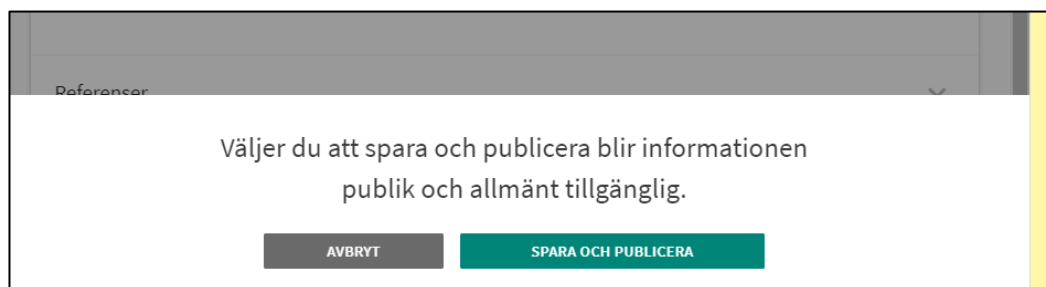 Referenser
Väljer du att spara och publicera blir informationen
publik och allmänt tillgänglig.
AVBRYT
SPARA OCH PUBLICERA